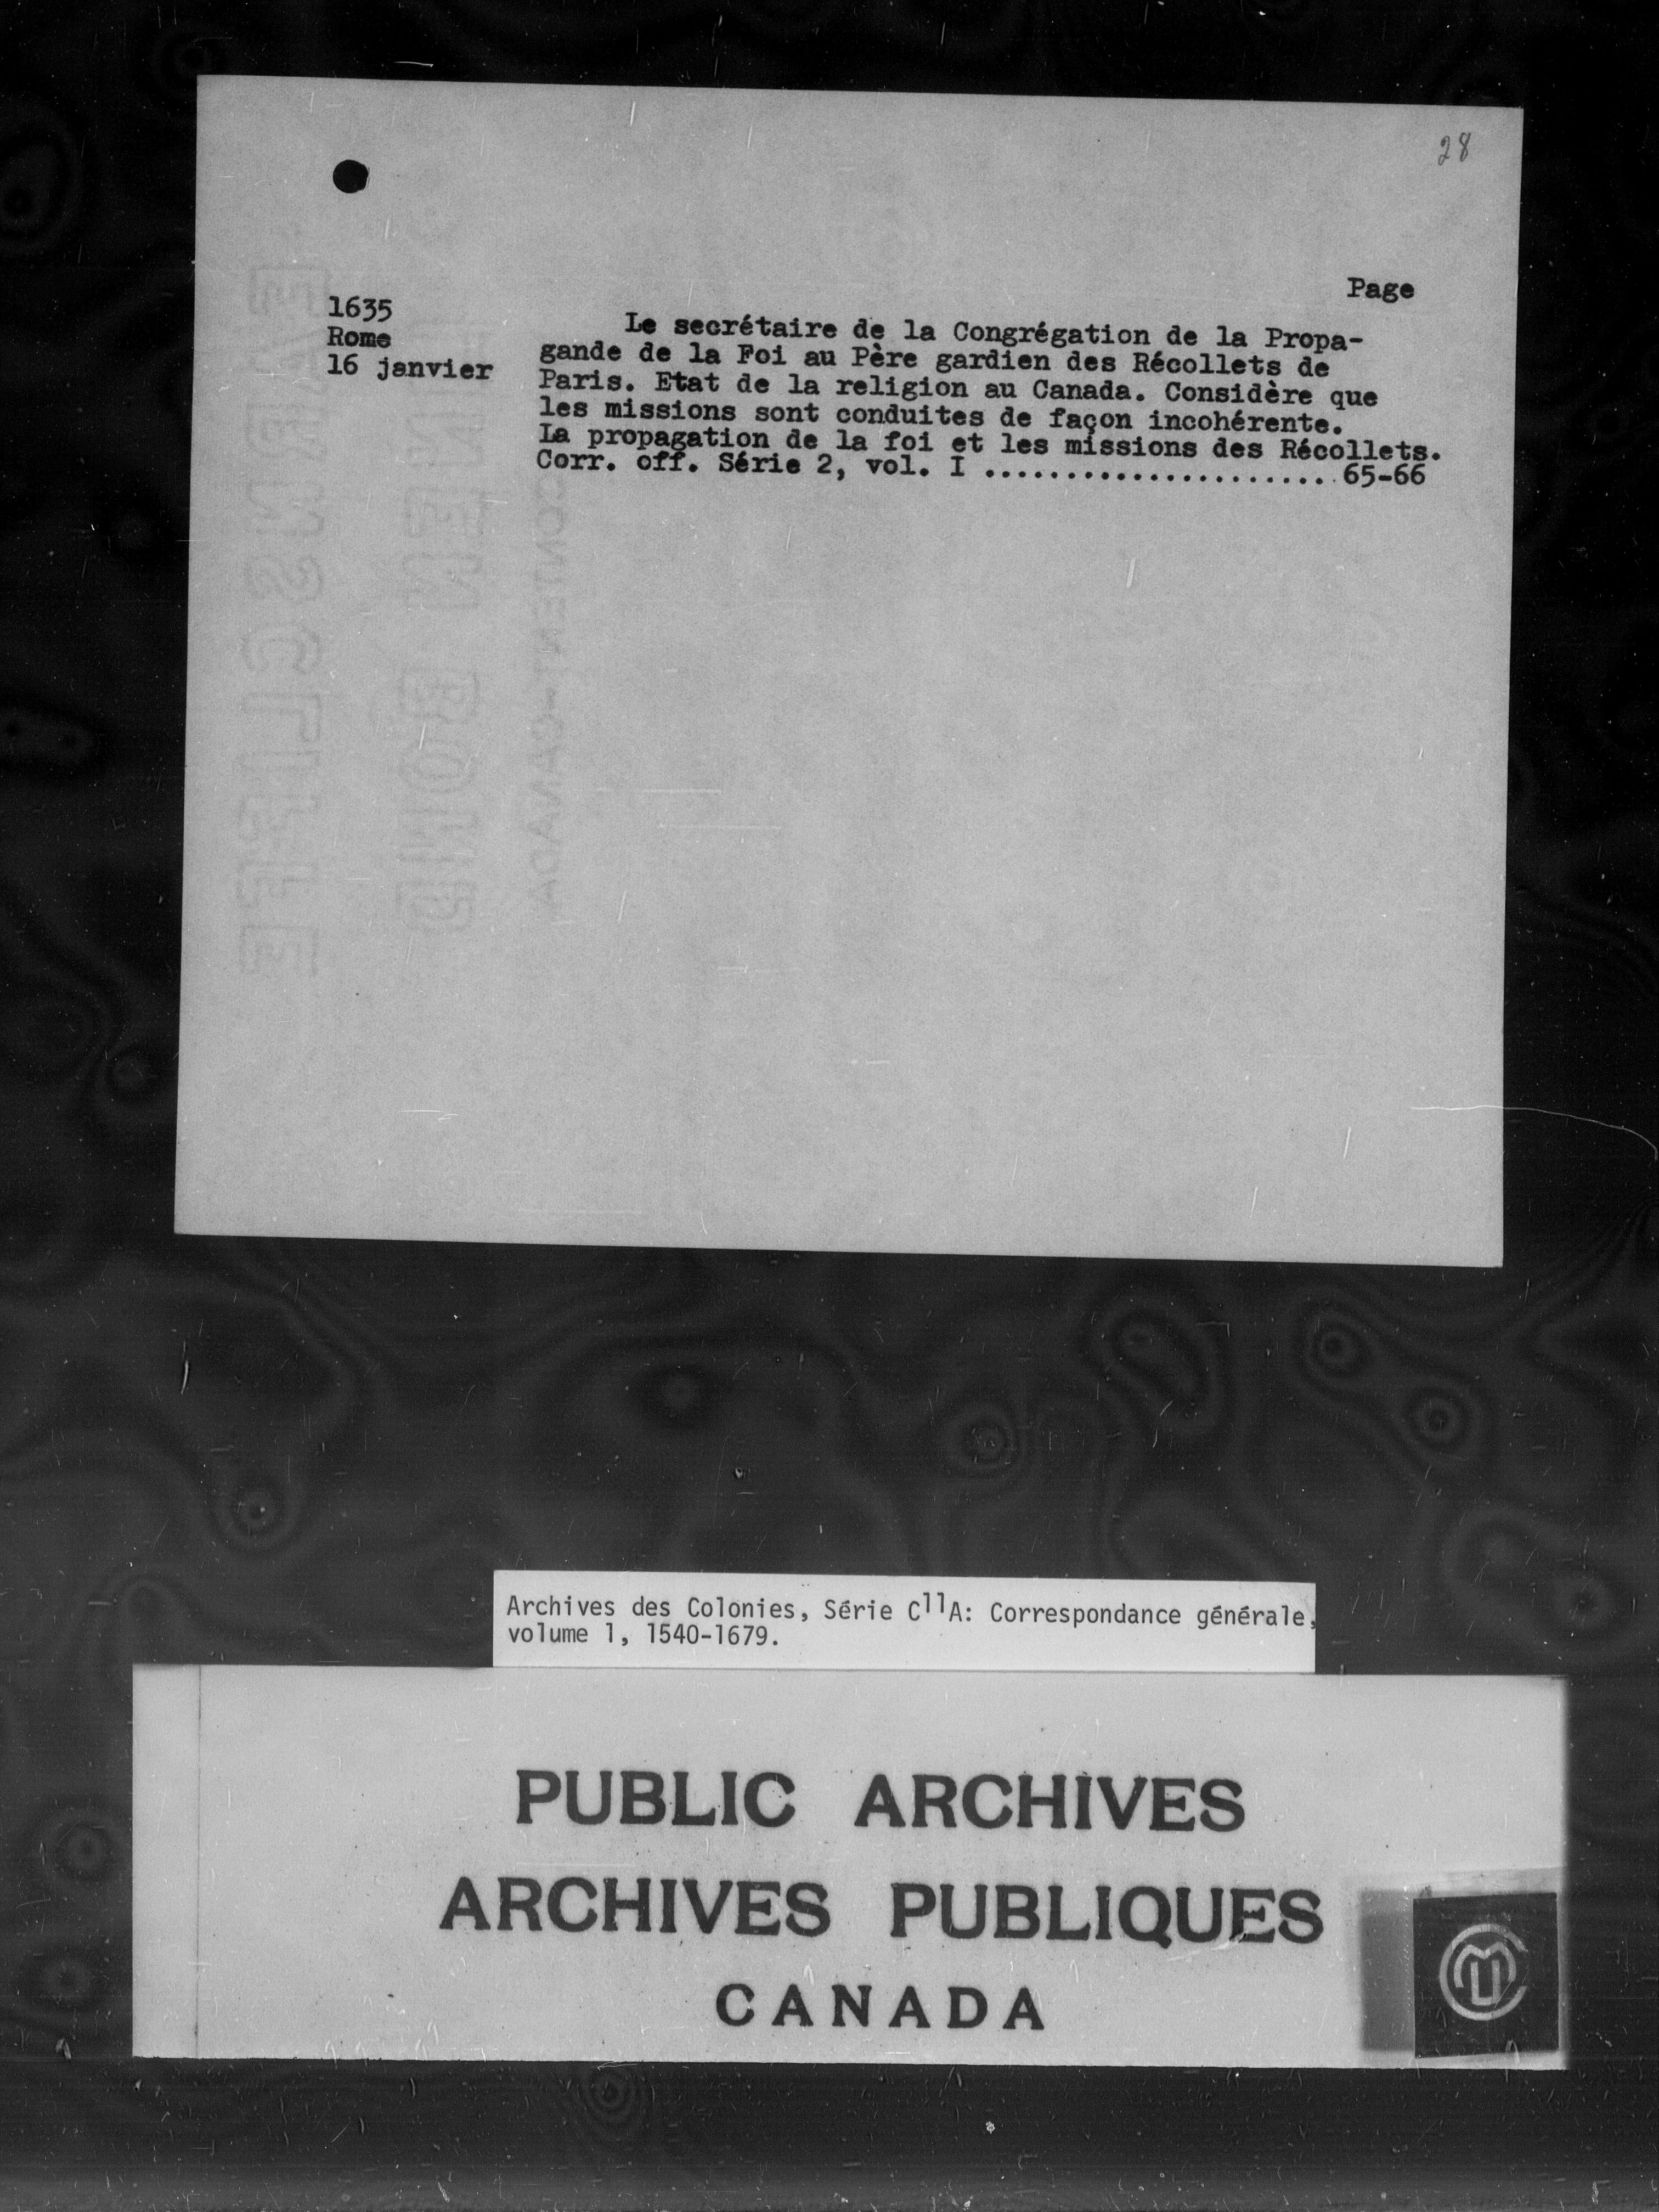 28
Page
1635
Rome
16 janvier
Le secrétaire de la Congrégation de la Propa-
gande de la Foi au Père gardien des Récollets de
Paris. Etat de la religion au Canada. Considère que
les missions sont conduites de façon incohérente.
La propagation de la foi et les missions des Récollets.
Corr. off. Série 2, vol. I ...................... 65-66
Archives des Colonies, Série C11A: Correspondance générale,
volume 1, 1540-1679.
PUBLIC ARCHIVES
ARCHIVES PUBLIQUES
CANADA